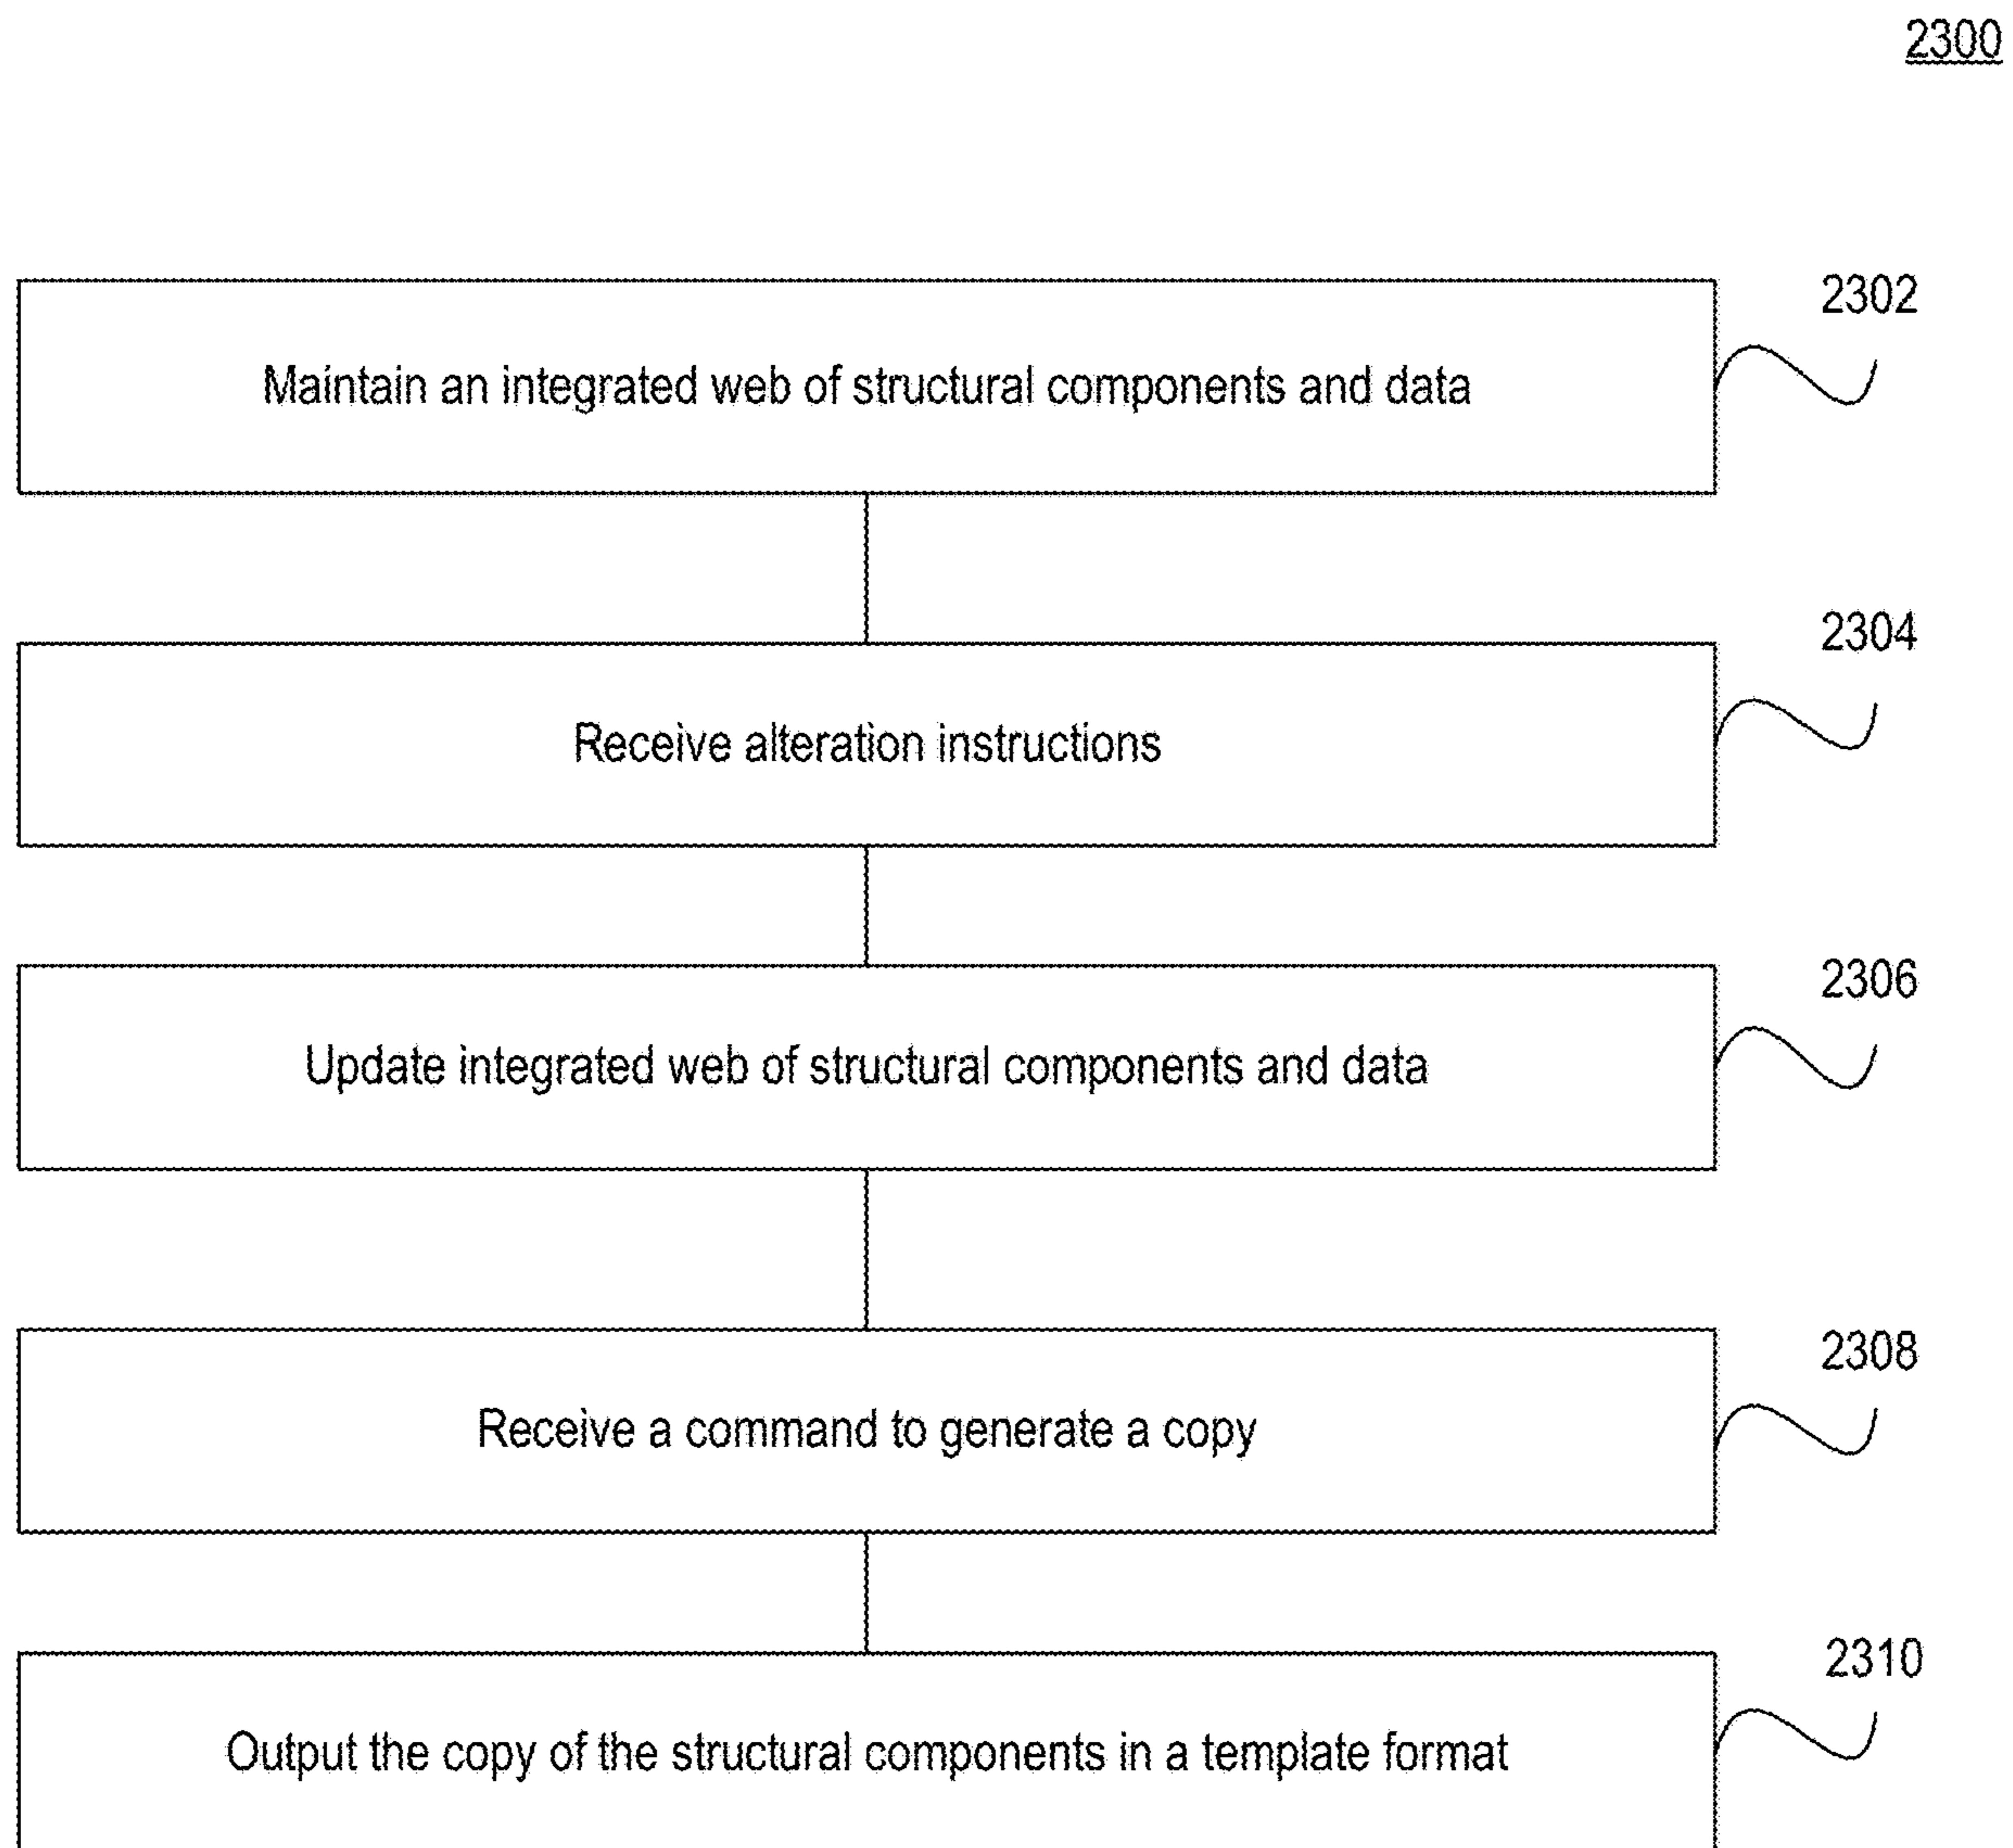 2300
2302
Maintain an integrated web of structural components and data
2304
Receive alteration instructions
2306
Update integrated web of structural components and data
2308
Receive a command to generate a copy
2310
Output the copy of the structural components in a template format